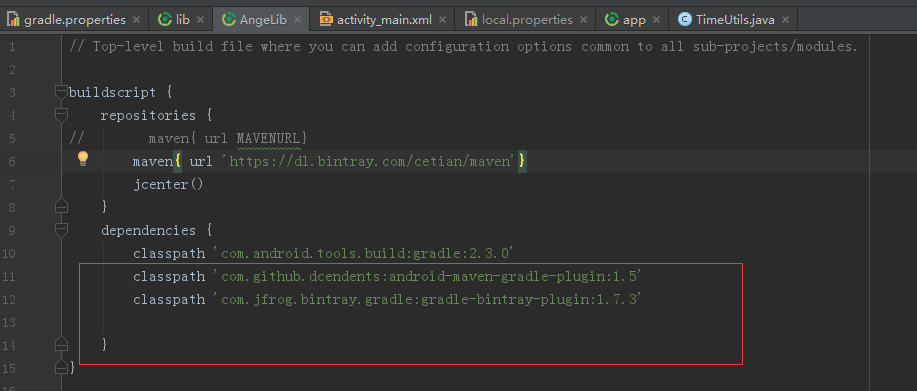 gradle.properties × lib × AngeLib × activity_main.xml × local.properties × app × TimeUtils.java ×
1 // Top-level build file where you can add configuration options common to all sub-projects/modules.
2
3 buildscript {
4 repositories {
5 // maven{ url MAVENURL}
6 maven{ url 'https://dl.bintray.com/cetian/maven'}
7 jcenter()
8 }
9 dependencies {
10 classpath 'com.android.tools.build:gradle:2.3.0'
11 classpath 'com.github.dcendents:android-maven-gradle-plugin:1.5'
12 classpath 'com.jfrog.bintray.gradle:gradle-bintray-plugin:1.7.3'
13
14 }
15 }
16